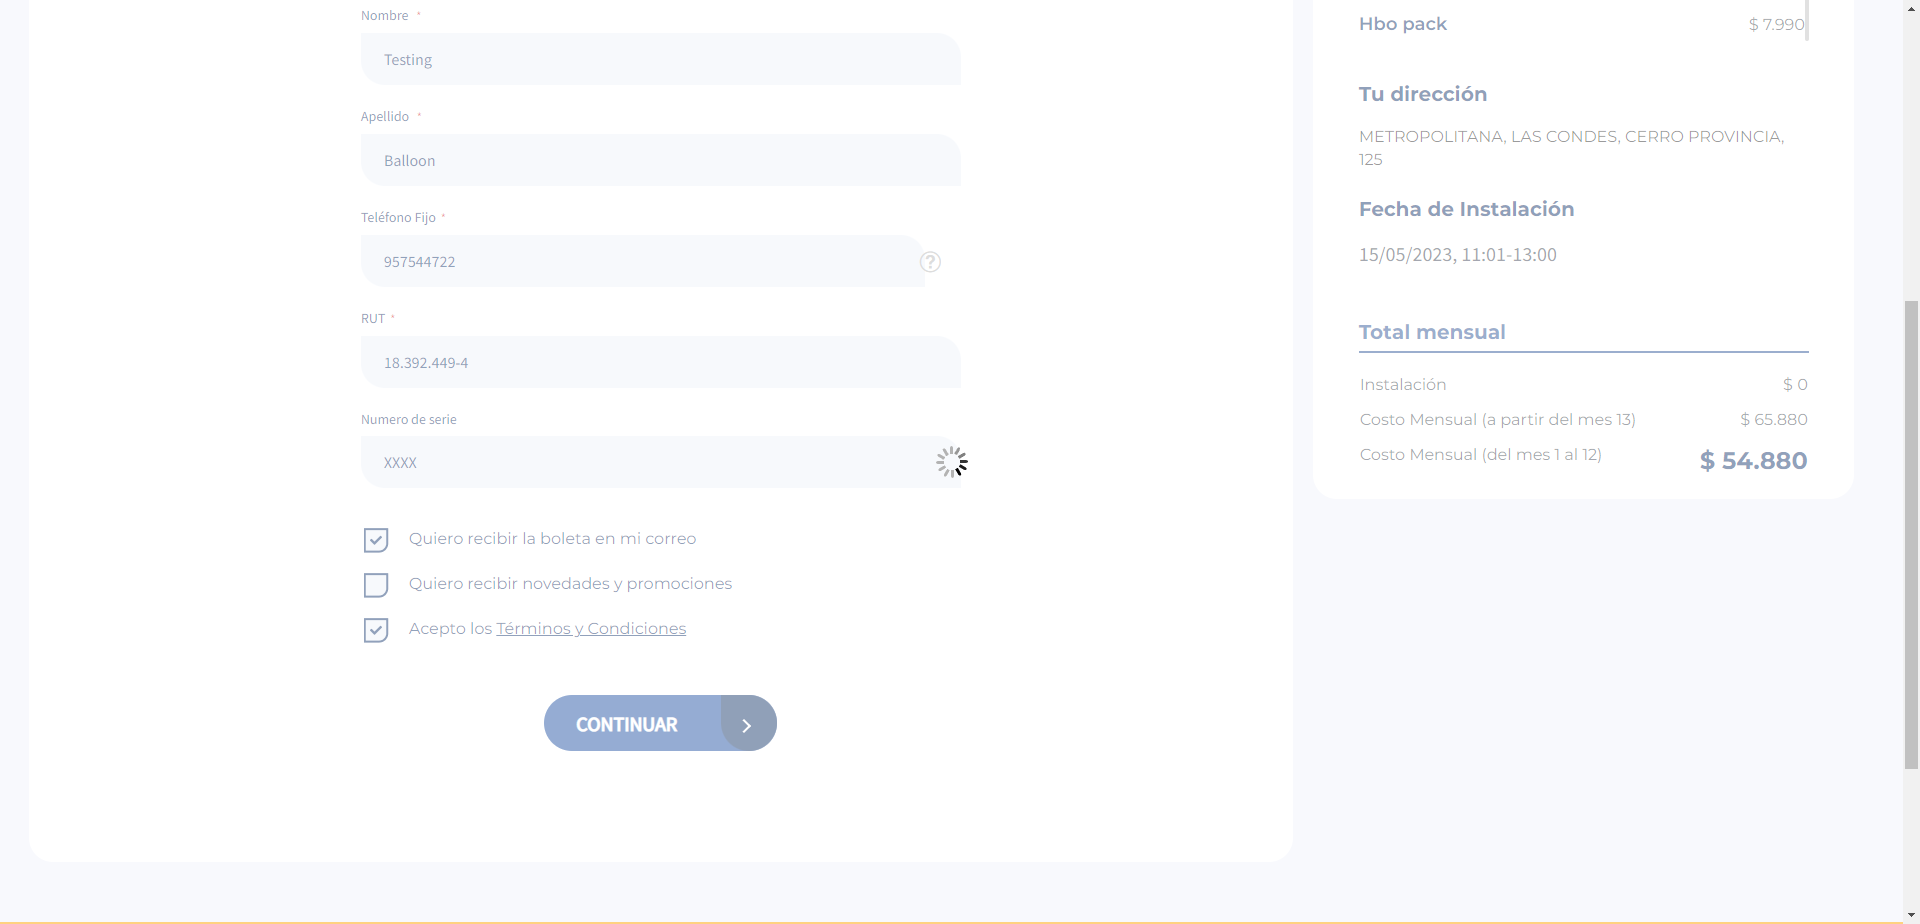 Nombre *
Testing
Apellido *
Balloon
Teléfono Fijo *
957544722
?
RUT *
18.392.449-4
Numero de serie
XXXX
Quiero recibir la boleta en mi correo
Quiero recibir novedades y promociones
Acepto los Términos y Condiciones
CONTINUAR
Hbo pack $ 7.990
Tu dirección
METROPOLITANA, LAS CONDES, CERRO PROVINCIA,
125
Fecha de Instalación
15/05/2023, 11:01-13:00
Total mensual
Instalación $ 0
Costo Mensual (a partir del mes 13) $ 65.880
Costo Mensual (del mes 1 al 12) $ 54.880